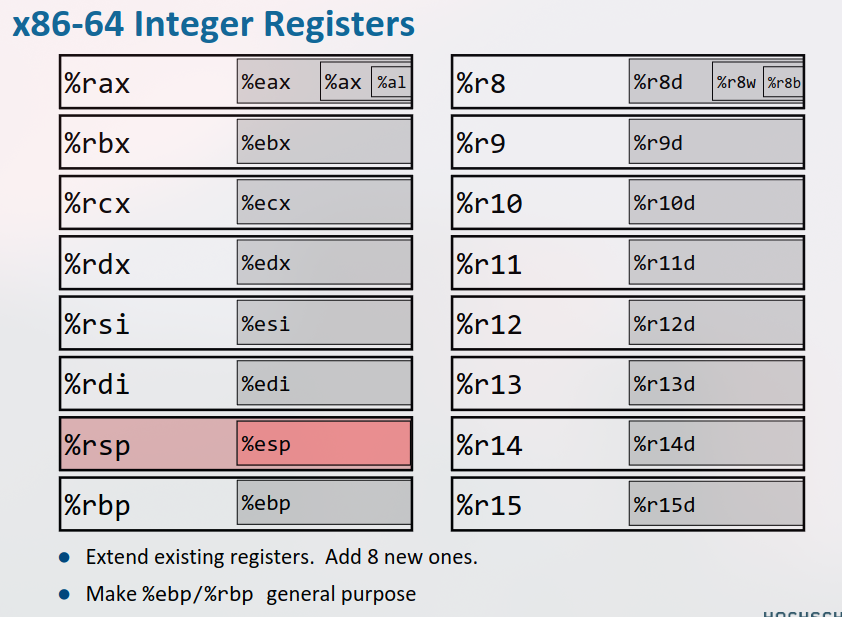 x86-64 Integer Registers
%rax %eax %ax %al
%rbx %ebx
%rcx %ecx
%rdx %edx
%rsi %esi
%rdi %edi
%rsp %esp
%rbp %ebp
%r8 %r8d %r8w %r8b
%r9 %r9d
%r10 %r10d
%r11 %r11d
%r12 %r12d
%r13 %r13d
%r14 %r14d
%r15 %r15d
● Extend existing registers. Add 8 new ones.
● Make %ebp/%rbp general purpose